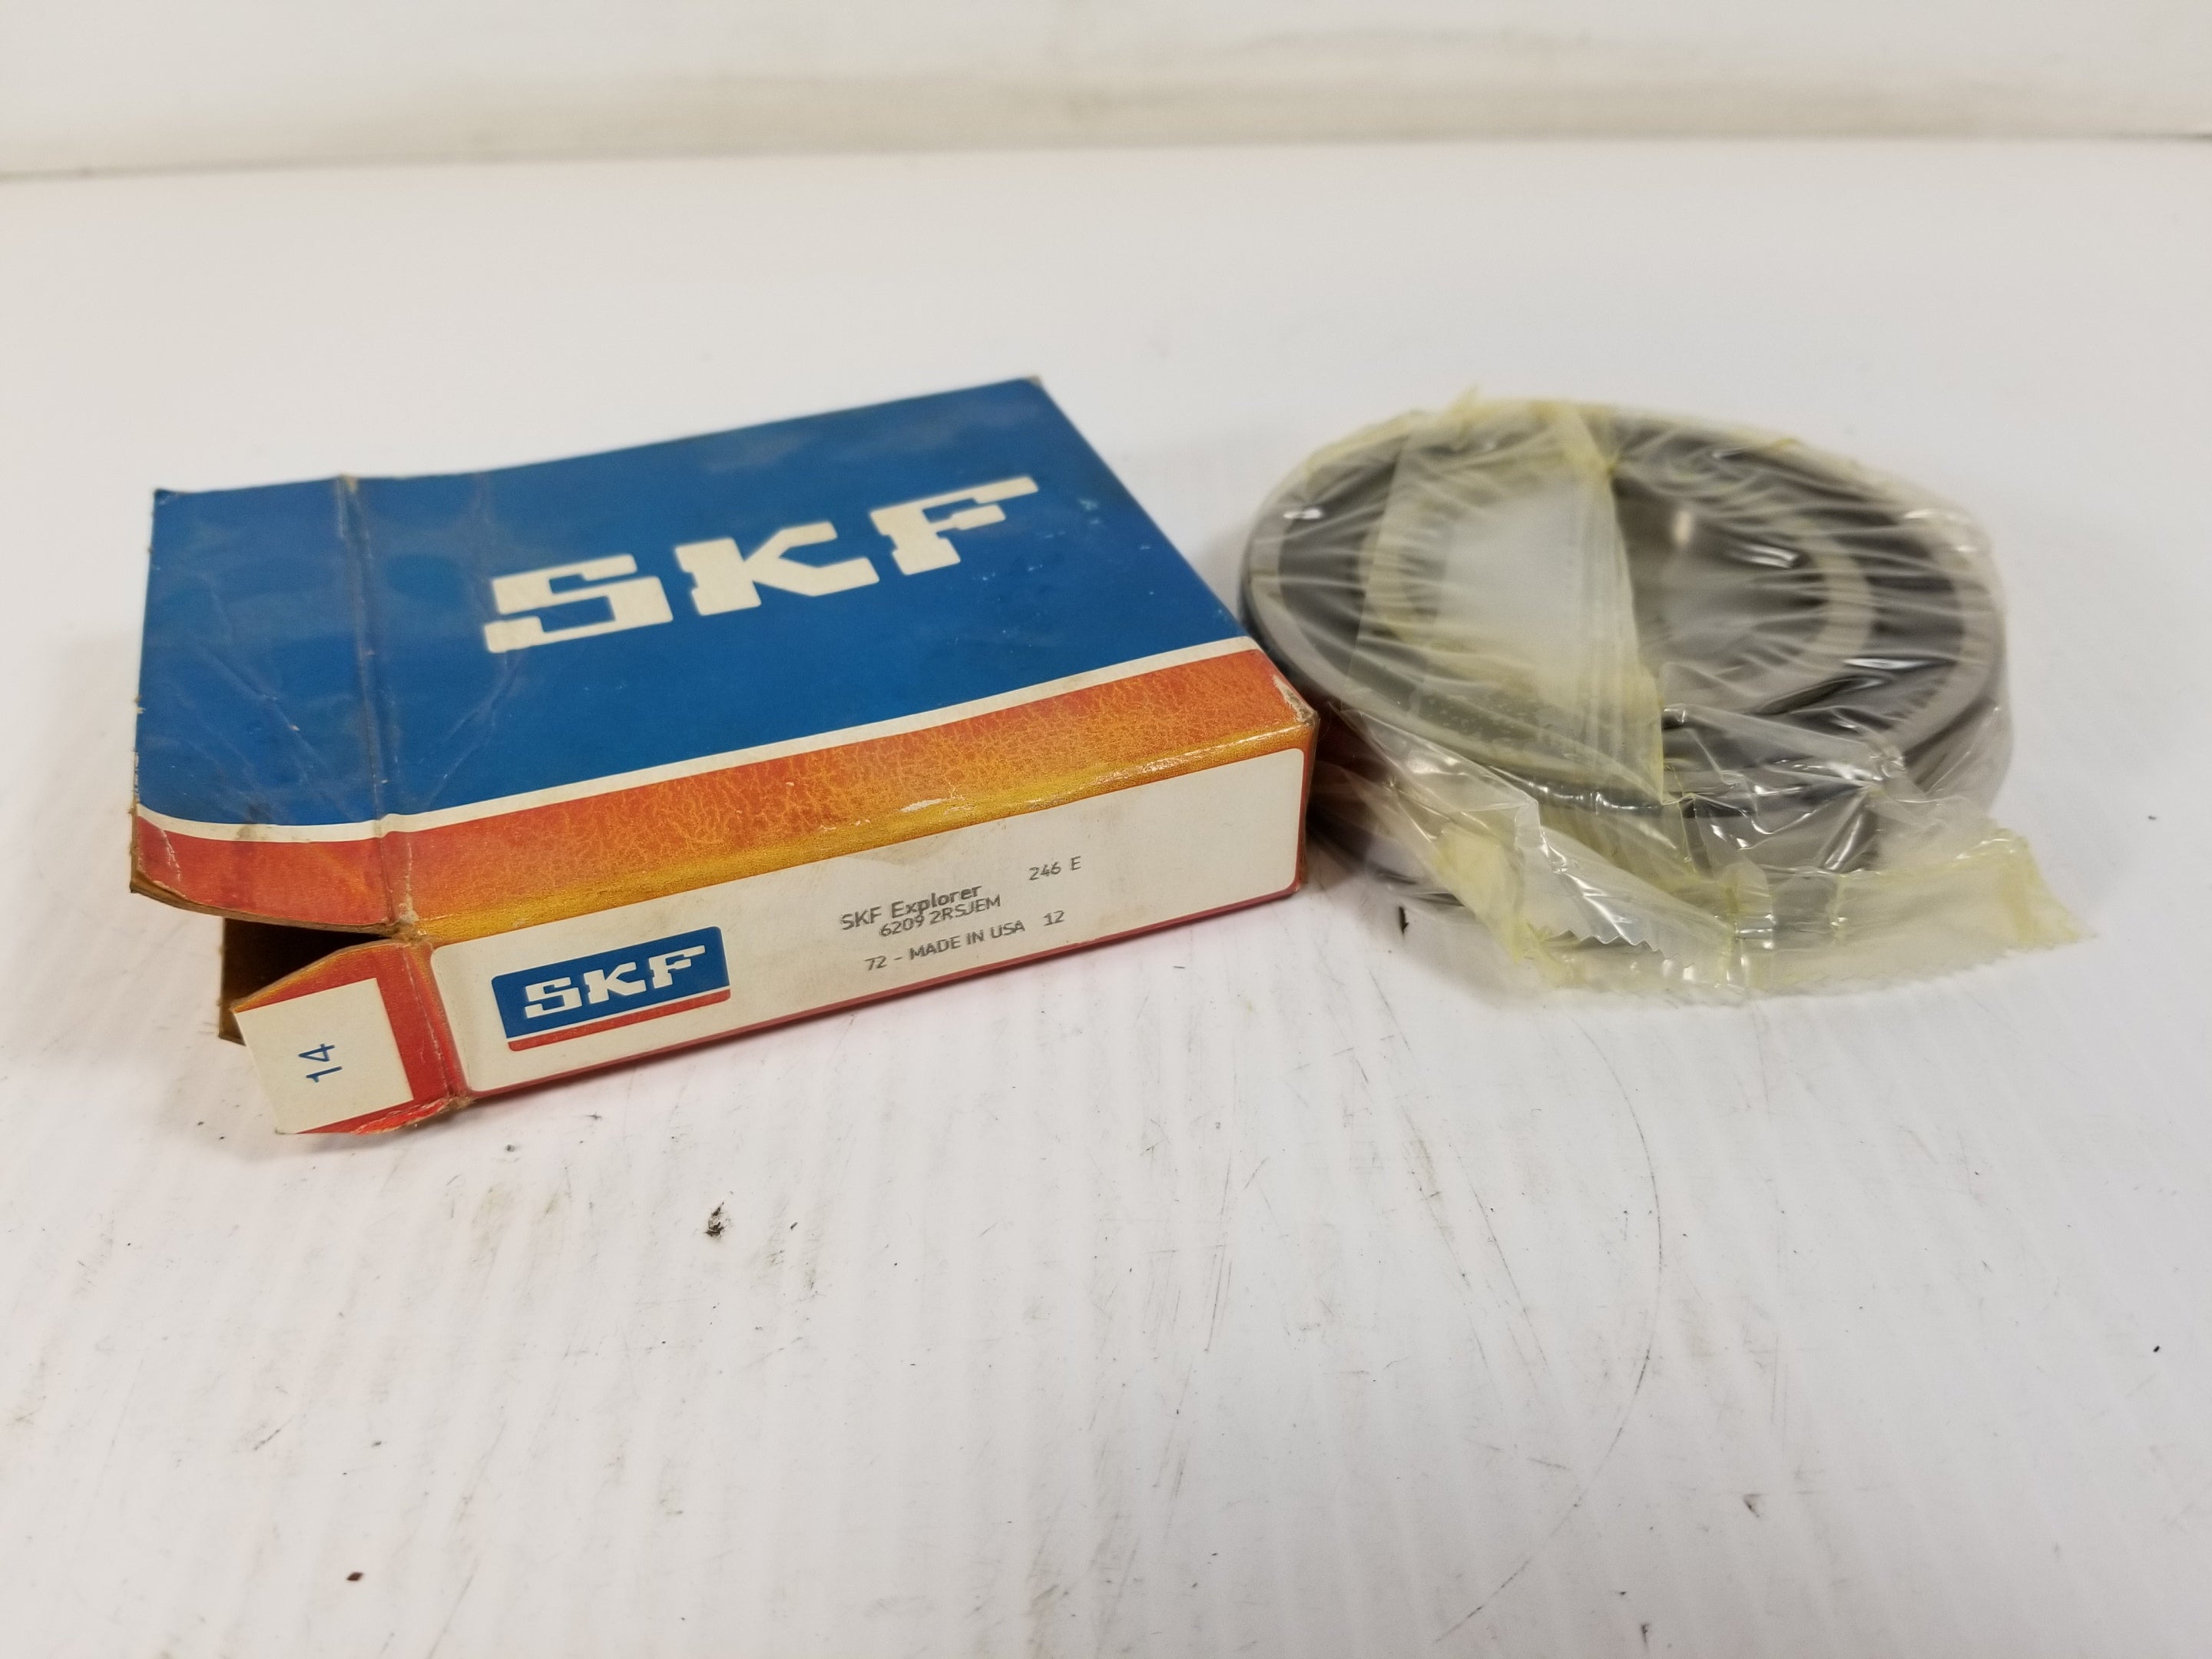 SKF
SKF Explorer 246 E
6209 2RSJEM
72 - MADE IN USA 12
SKF
14